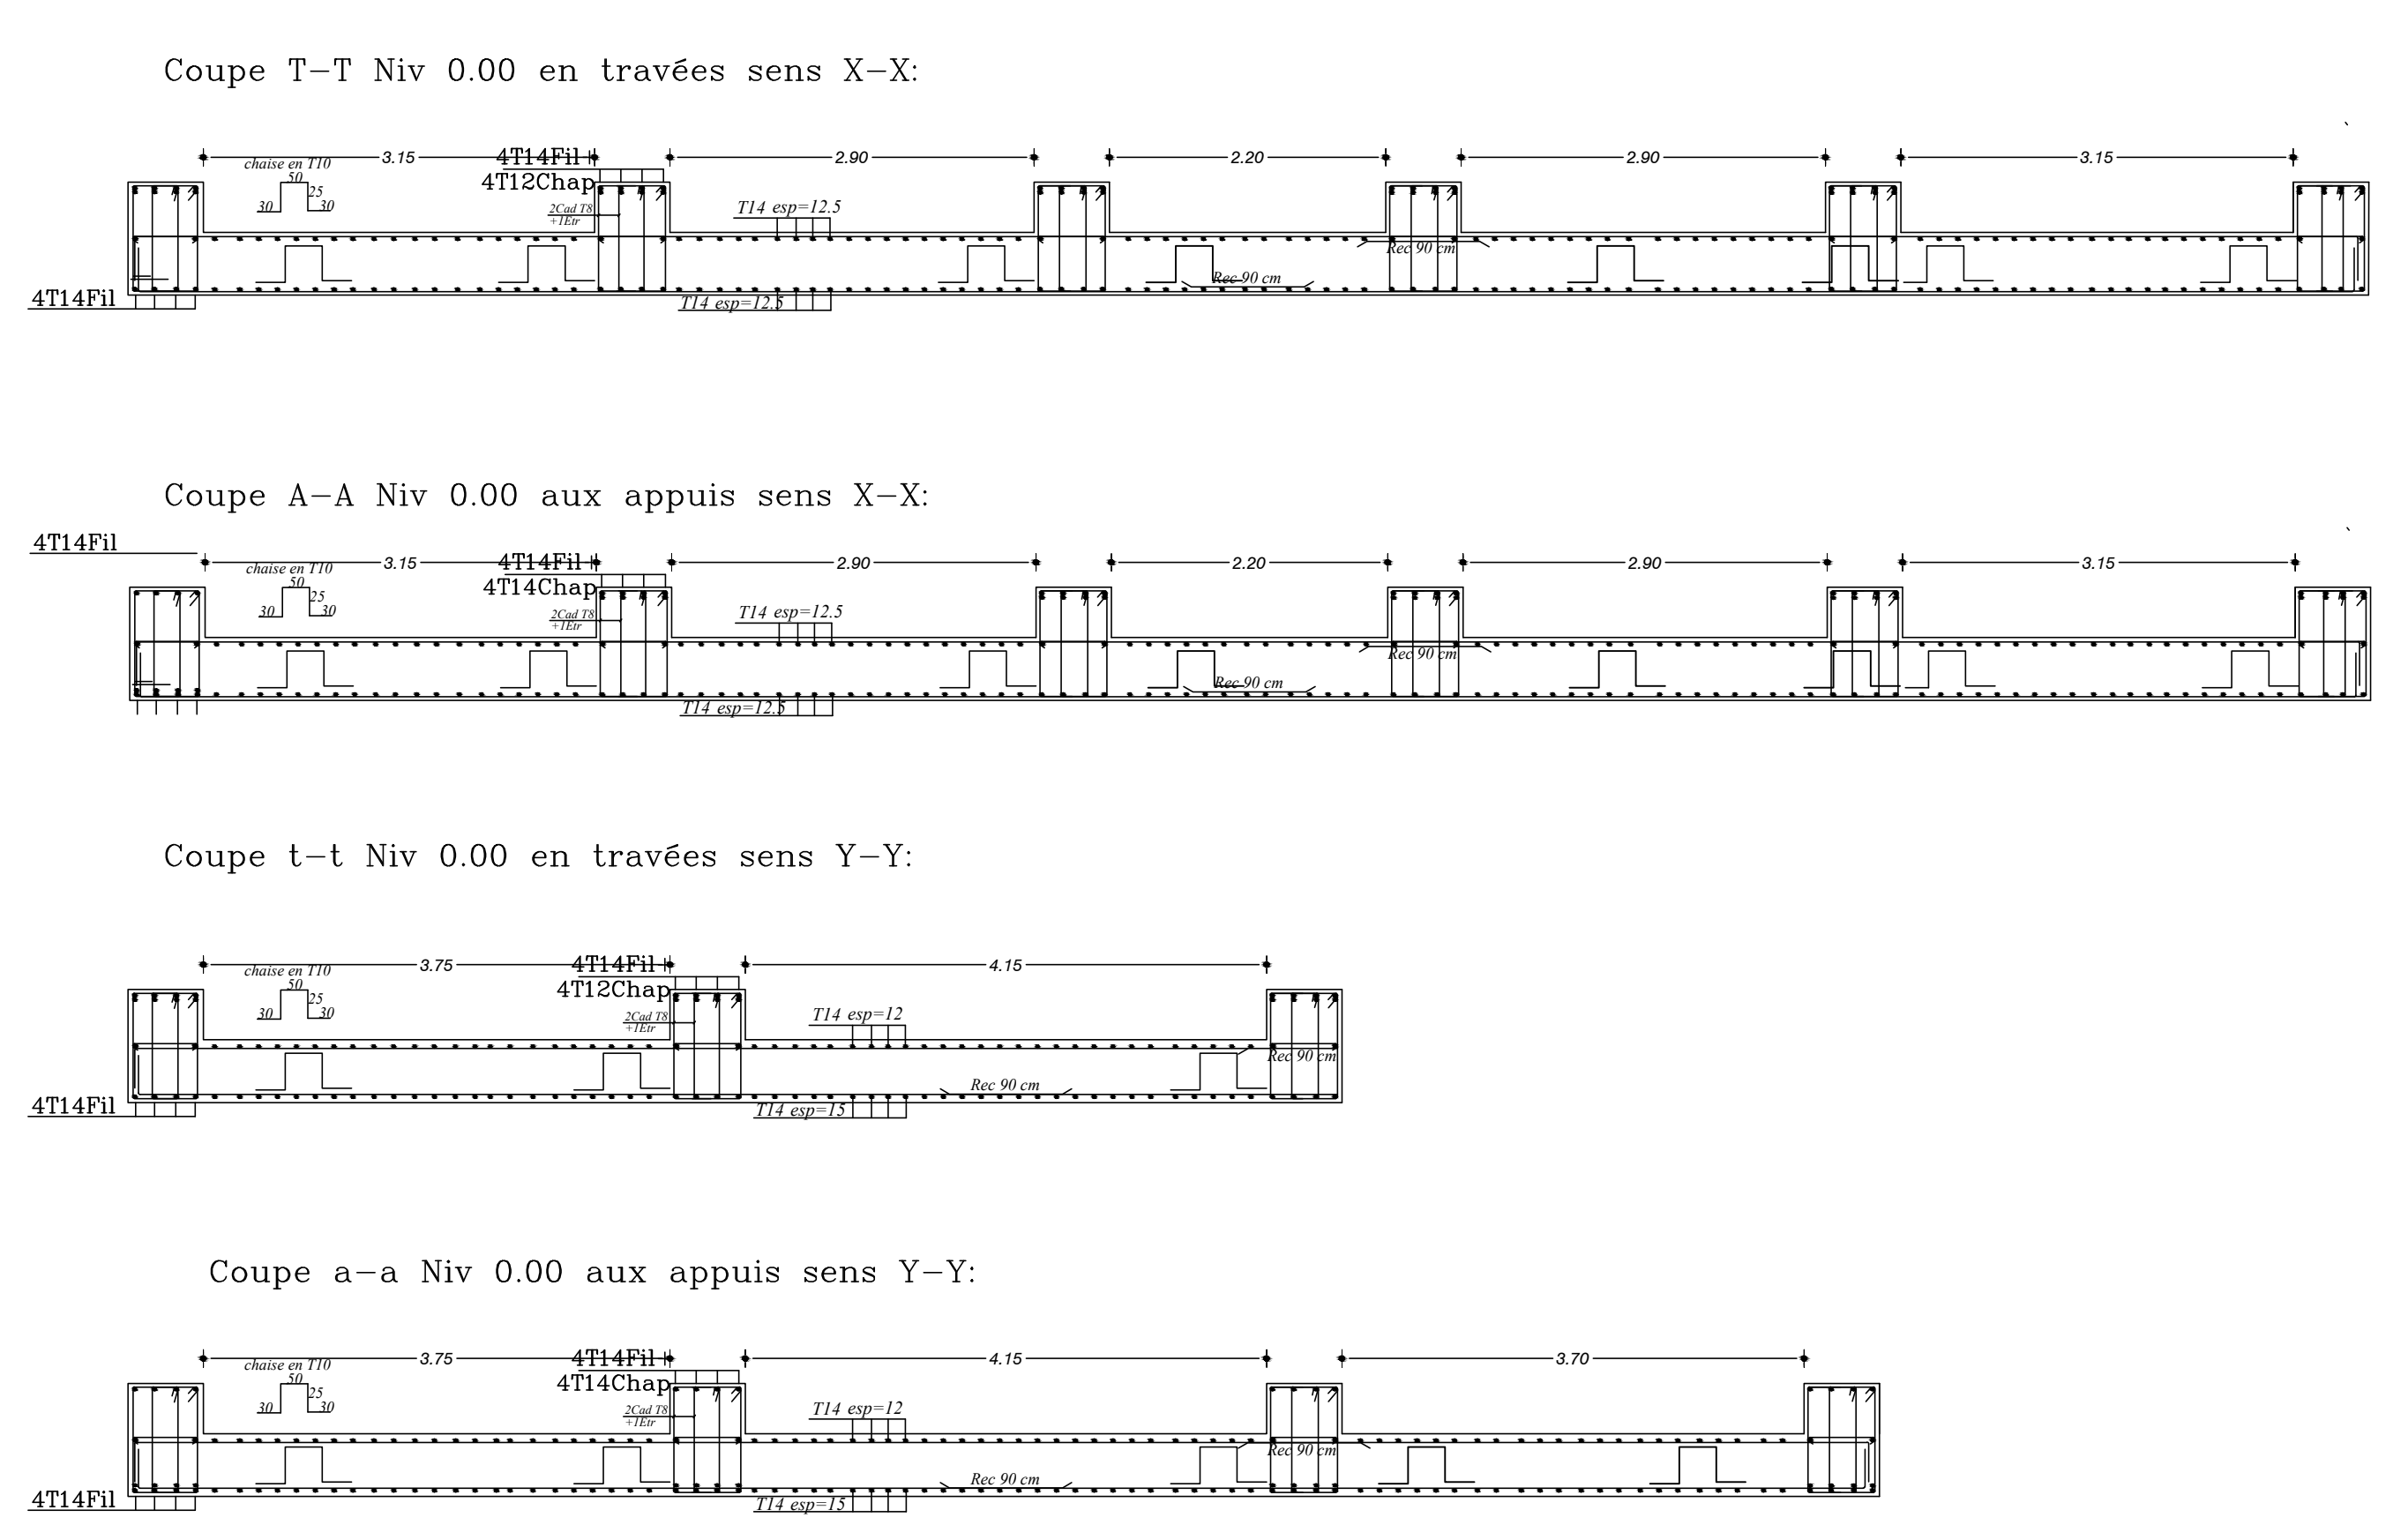 Coupe T-T Niv 0.00 en travées sens X-X:
3.15 4T14Fil 2.90 2.20 2.90 3.15
chaise en T10
50 4T12Chap
25
30 30 2Cad T8 T14 esp=12.5
+1Etr
Rec 90 cm
Rec 90 cm
4T14Fil T14 esp=12.5
Coupe A-A Niv 0.00 aux appuis sens X-X:
4T14Fil
3.15 4T14Fil 2.90 2.20 2.90 3.15
chaise en T10
50 4T14Chap
25
30 30 2Cad T8 T14 esp=12.5
+1Etr
Rec 90 cm
Rec 90 cm
T14 esp=12.5
Coupe t-t Niv 0.00 en travées sens Y-Y:
3.75 4T14Fil 4.15
chaise en T10
50 4T12Chap
25
30 30 2Cad T8 T14 esp=12
+1Etr
Rec 90 cm
Rec 90 cm
4T14Fil T14 esp=15
Coupe a-a Niv 0.00 aux appuis sens Y-Y:
3.75 4T14Fil 4.15 3.70
chaise en T10
50 4T14Chap
25
30 30 2Cad T8 T14 esp=12
+1Etr
Rec 90 cm
Rec 90 cm
4T14Fil T14 esp=15